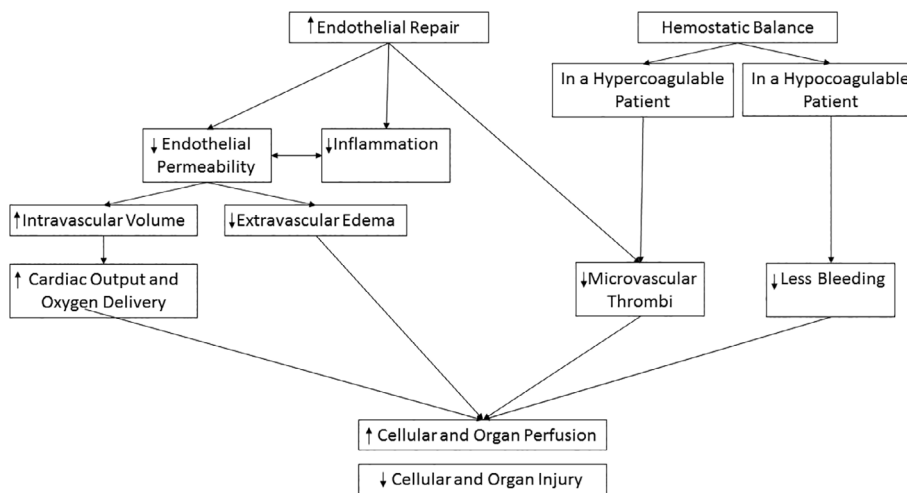 ↑Endothelial Repair
Hemostatic Balance
In a Hypercoagulable
Patient
In a Hypocoagulable
Patient
↓ Endothelial
Permeability
↓Inflammation
↑Intravascular Volume
↓Extravascular Edema
↑ Cardiac Output and
Oxygen Delivery
↓Microvascular
Thrombi
↓Less Bleeding
↑ Cellular and Organ Perfusion
↓ Cellular and Organ Injury